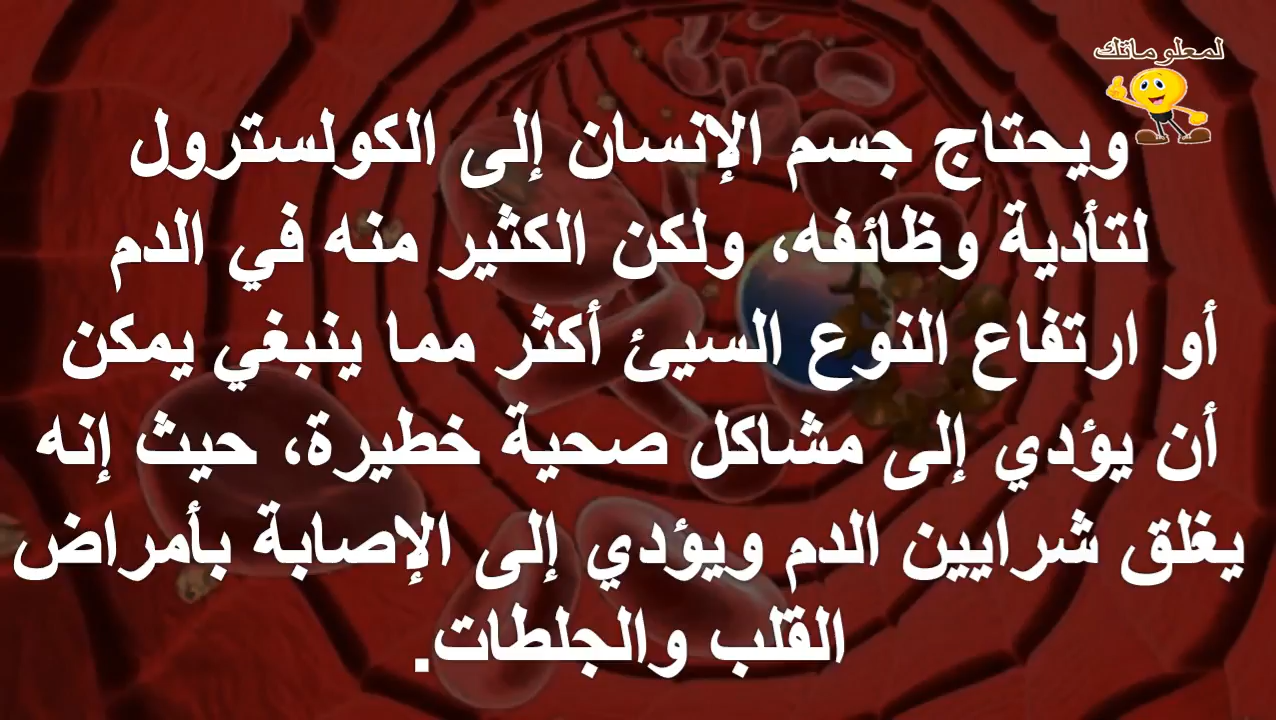 لمعلوماتك
ويحتاج جسم الإنسان إلى الكولسترول
لتأدية وظائفه، ولكن الكثير منه في الدم
أو ارتفاع النوع السيئ أكثر مما ينبغي يمكن
أن يؤدي إلى مشاكل صحية خطيرة، حيث إنه
يغلق شرايين الدم ويؤدي إلى الإصابة بأمراض
القلب والجلطات.